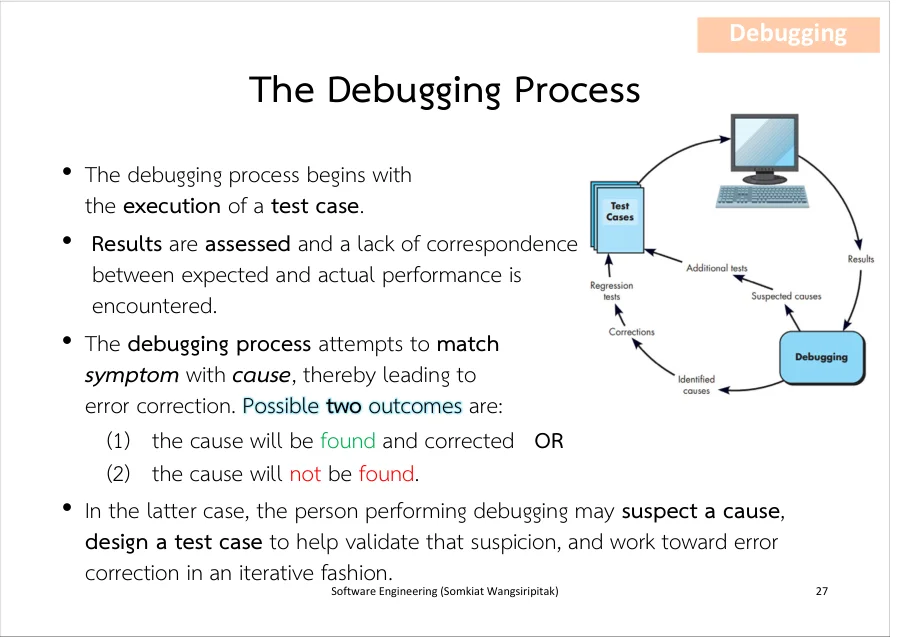 Debugging
The Debugging Process
• The debugging process begins with
the execution of a test case.
• Results are assessed and a lack of correspondence
between expected and actual performance is
encountered.
• The debugging process attempts to match
symptom with cause, thereby leading to
error correction. Possible two outcomes are:
(1) the cause will be found and corrected OR
(2) the cause will not be found.
• In the latter case, the person performing debugging may suspect a cause,
design a test case to help validate that suspicion, and work toward error
correction in an iterative fashion.
Test
Cases
Results
Additional tests
Suspected causes
Regression
tests
Corrections
Debugging
Identified
causes
Software Engineering (Somkiat Wangsiripitak)
27